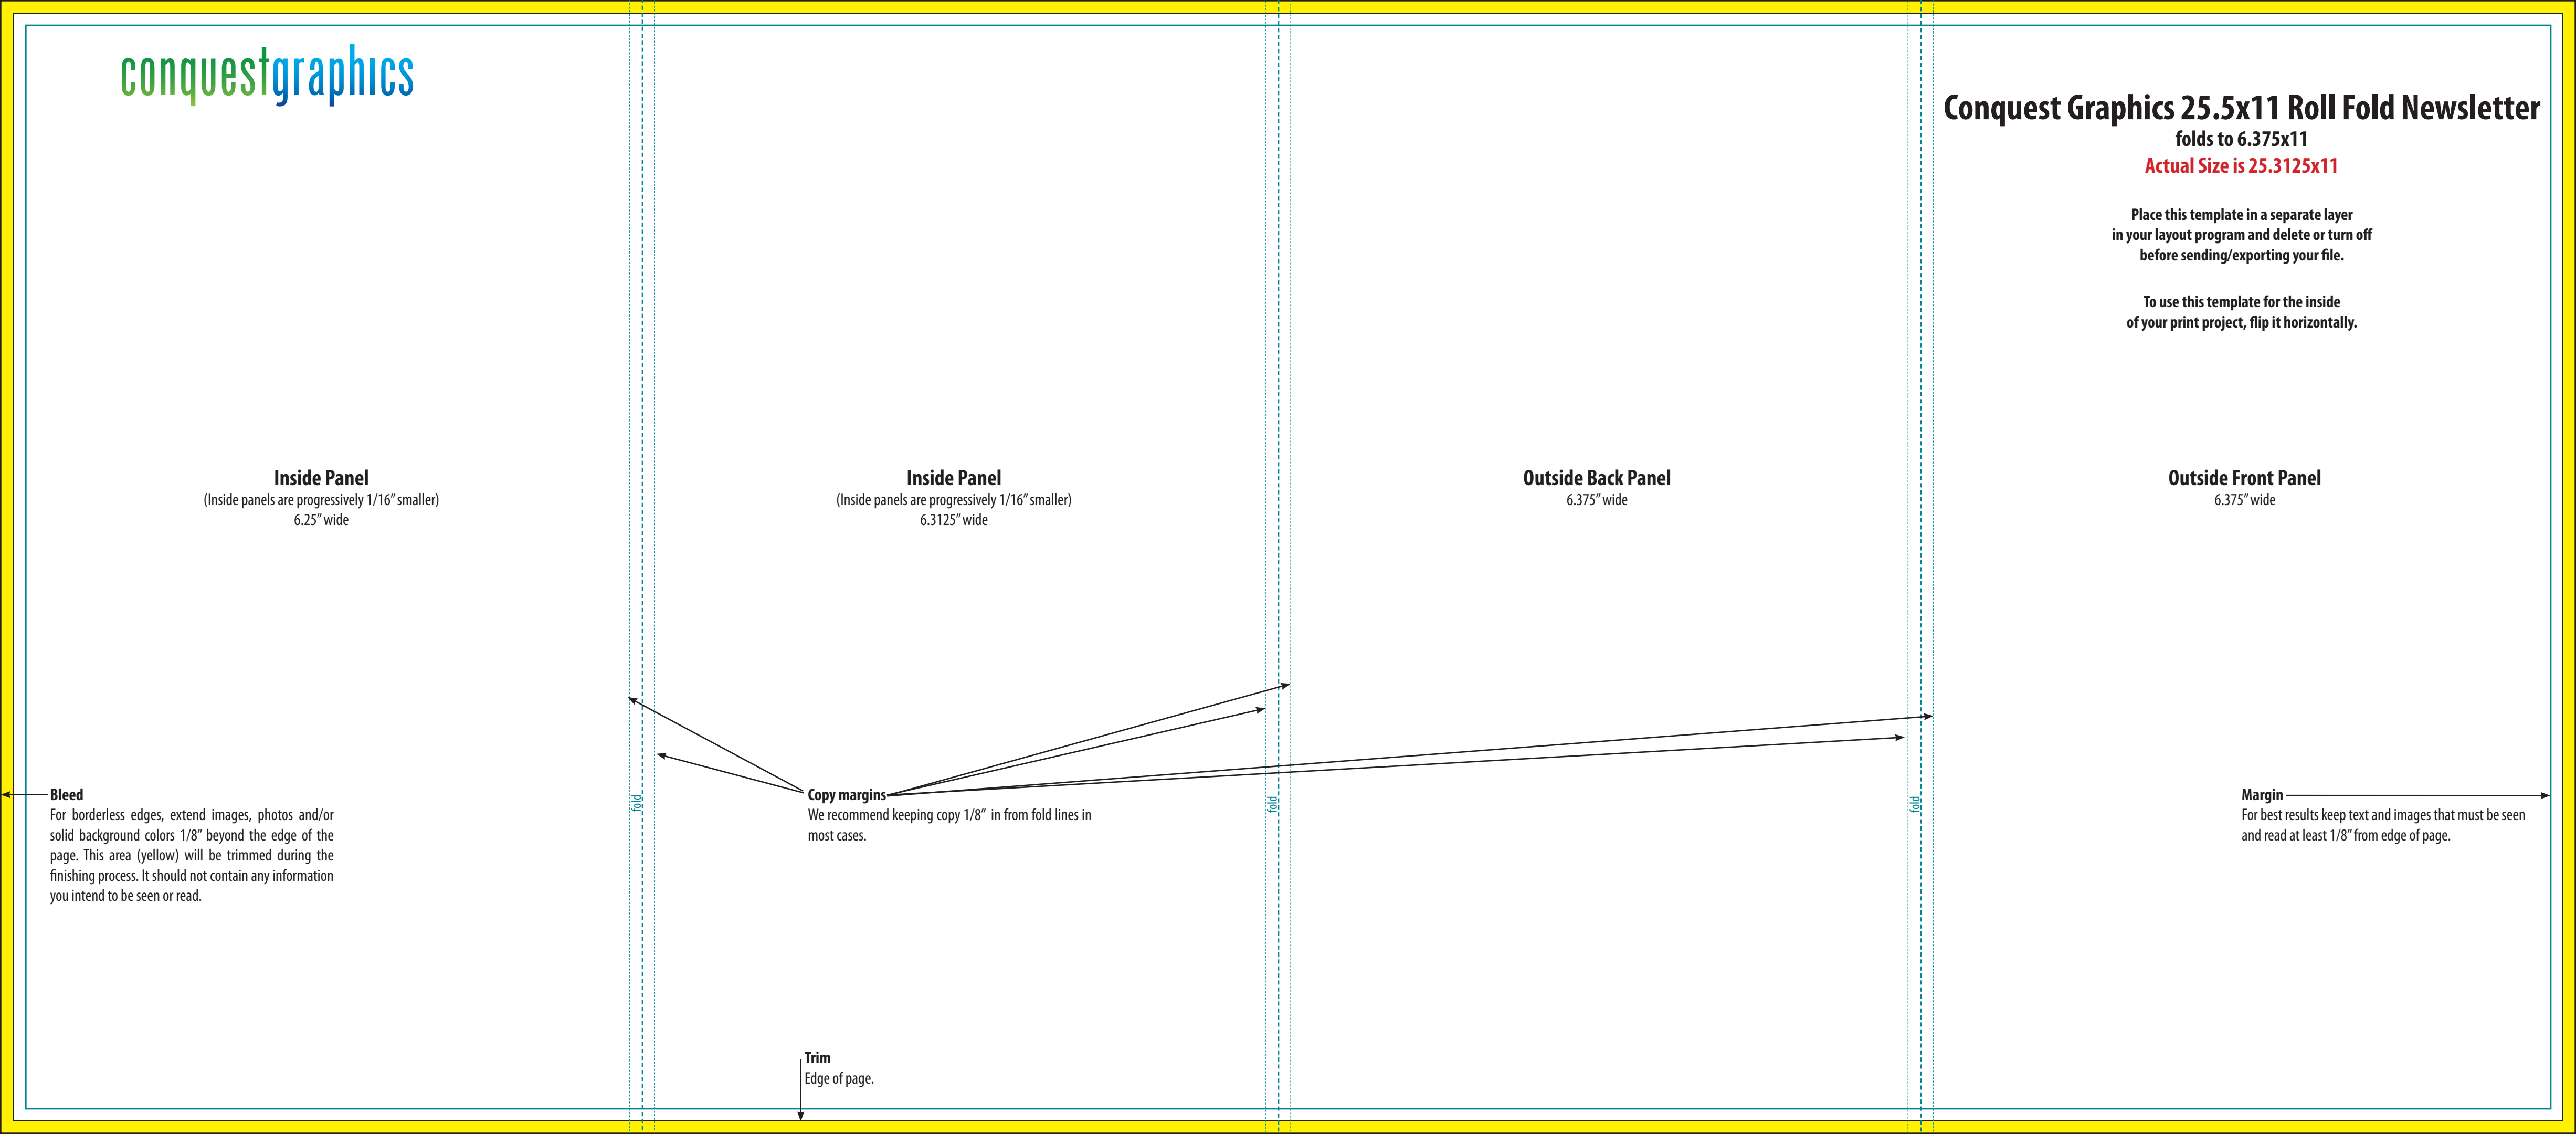 conquestgraphics
Conquest Graphics 25.5x11 Roll Fold Newsletter
folds to 6.375x11
Actual Size is 25.3125x11
Place this template in a separate layer
in your layout program and delete or turn off
before sending/exporting your file.
To use this template for the inside
of your print project, flip it horizontally.
Inside Panel
(Inside panels are progressively 1/16” smaller)
6.25” wide
Inside Panel
(Inside panels are progressively 1/16” smaller)
6.3125” wide
Outside Back Panel
6.375” wide
Outside Front Panel
6.375” wide
Bleed
For borderless edges, extend images, photos and/or
solid background colors 1/8” beyond the edge of the
page. This area (yellow) will be trimmed during the
finishing process. It should not contain any information
you intend to be seen or read.
fold
Copy margins
We recommend keeping copy 1/8” in from fold lines in
most cases.
fold
fold
Margin
For best results keep text and images that must be seen
and read at least 1/8” from edge of page.
Trim
Edge of page.